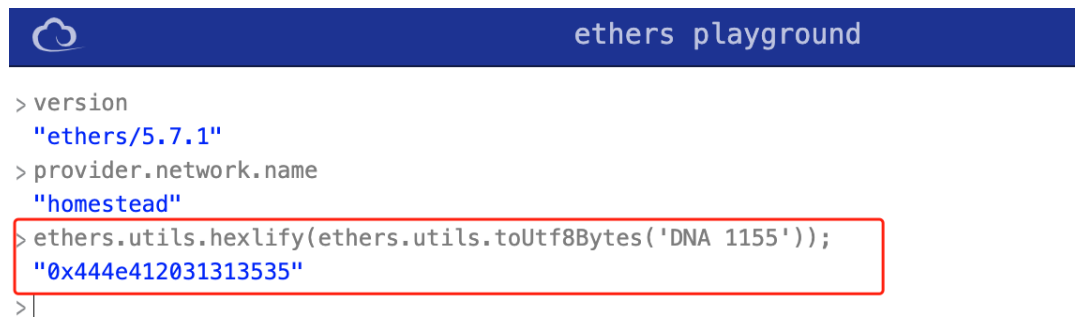 ethers playground
> version
"ethers/5.7.1"
> provider.network.name
"homestead"
> ethers.utils.hexlify(ethers.utils.toUtf8Bytes('DNA 1155'));
"0x444e412031313535"
>